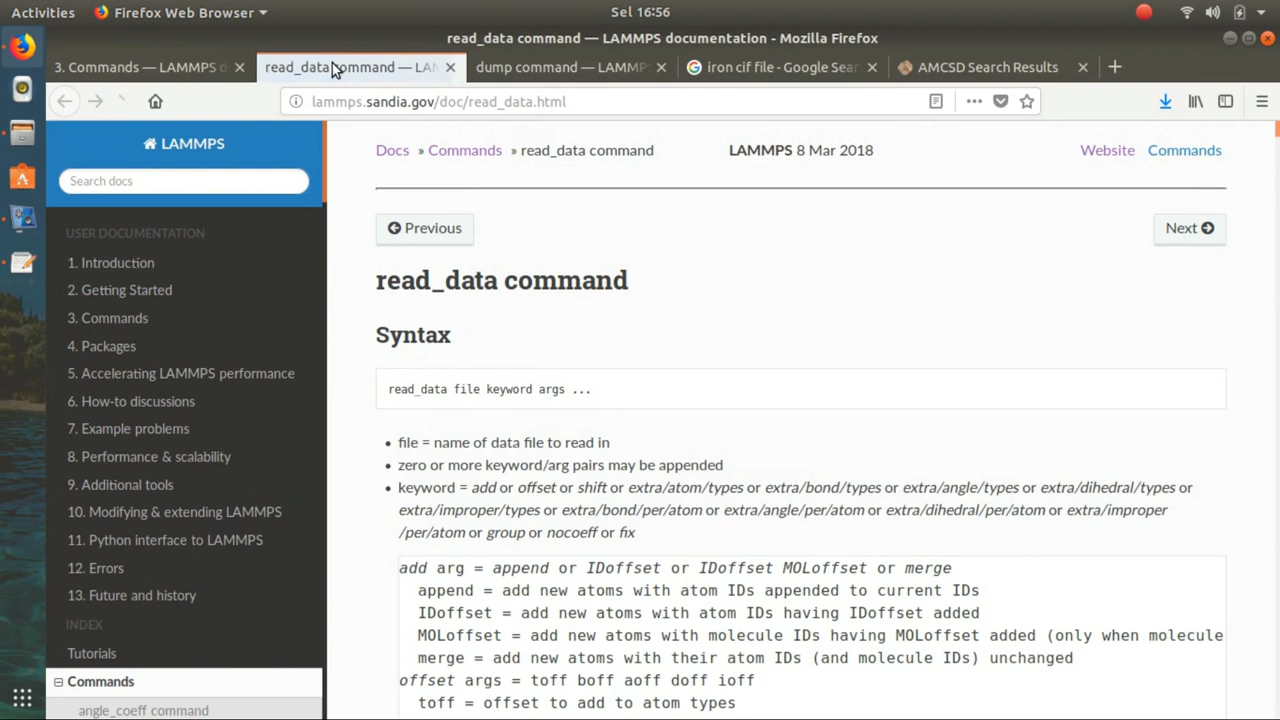 Activities
Firefox Web Browser
Sel 16:56
read_data command — LAMMPS documentation - Mozilla Firefox
3. Commands — LAMMPS d
read_data command — LAM
dump command — LAMMPS
iron cif file - Google Sear
AMCSD Search Results
lammps.sandia.gov/doc/read_data.html
LAMMPS
Search docs
USER DOCUMENTATION
1. Introduction
2. Getting Started
3. Commands
4. Packages
5. Accelerating LAMMPS performance
6. How-to discussions
7. Example problems
8. Performance & scalability
9. Additional tools
10. Modifying & extending LAMMPS
11. Python interface to LAMMPS
12. Errors
13. Future and history
INDEX
Tutorials
Commands
angle_coeff command
Docs » Commands » read_data command
LAMMPS 8 Mar 2018
Website Commands
Previous
Next
read_data command
Syntax
read_data file keyword args ...
• file = name of data file to read in
• zero or more keyword/arg pairs may be appended
• keyword = add or offset or shift or extra/atom/types or extra/bond/types or extra/angle/types or extra/dihedral/types or
extra/improper/types or extra/bond/per/atom or extra/angle/per/atom or extra/dihedral/per/atom or extra/improper
/per/atom or group or nocoeff or fix
add arg = append or IDoffset or IDoffset MOLoffset or merge
append = add new atoms with atom IDs appended to current IDs
IDoffset = add new atoms with atom IDs having IDoffset added
MOLoffset = add new atoms with molecule IDs having MOLoffset added (only when molecule
merge = add new atoms with their atom IDs (and molecule IDs) unchanged
offset args = toff boff aoff doff ioff
toff = offset to add to atom types